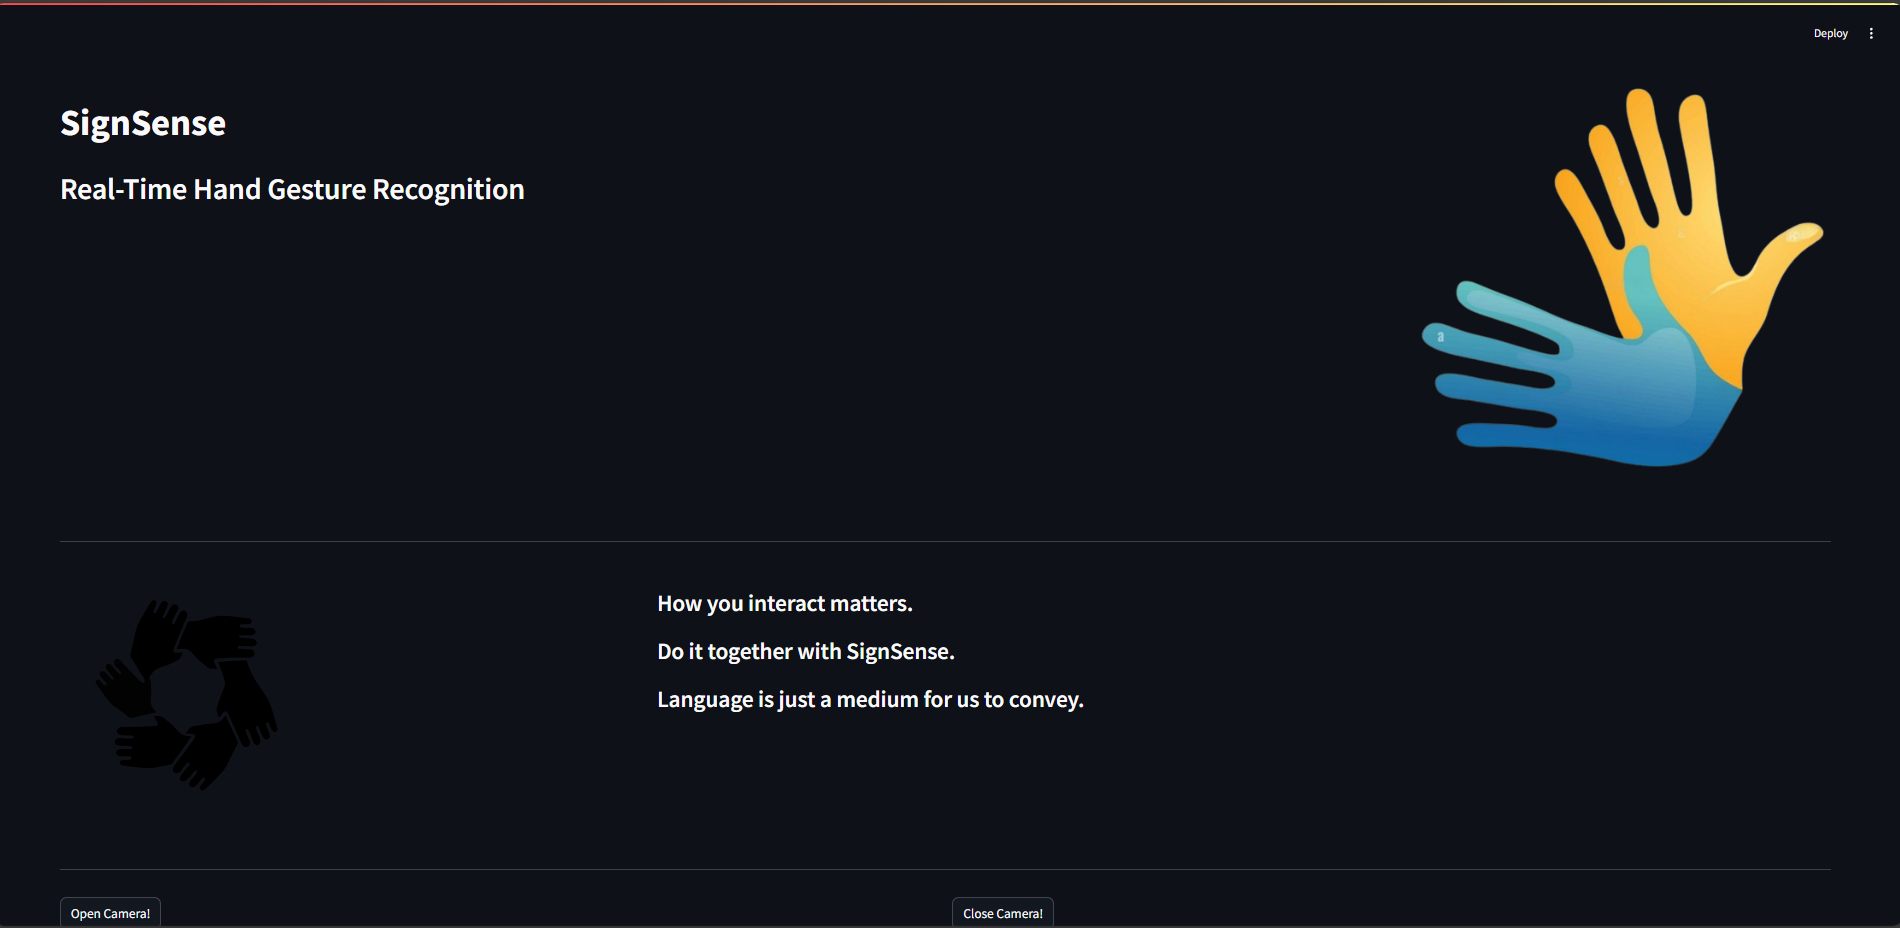 Deploy
SignSense
Real-Time Hand Gesture Recognition
a
How you interact matters.
Do it together with SignSense.
Language is just a medium for us to convey.
Open Camera!
Close Camera!